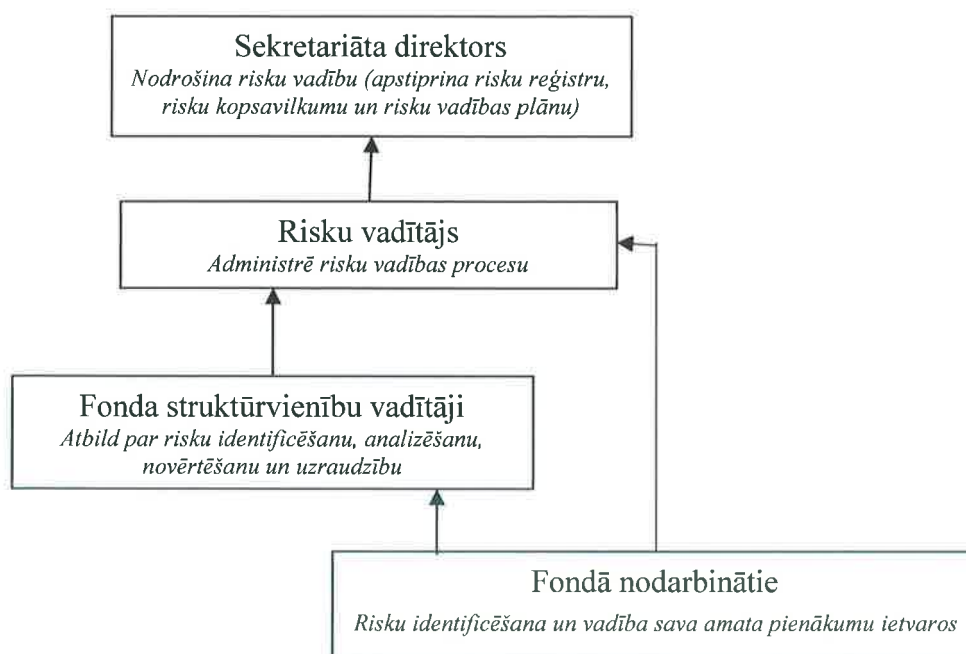 Sekretariāta direktors
Nodrošina risku vadību (apstiprina risku reģistru,
risku kopsavilkumu un risku vadības plānu)
Risku vadītājs
Administrē risku vadības procesu
Fonda struktūrvienību vadītāji
Atbild par risku identificēšanu, analizēšanu,
novērtēšanu un uzraudzību
Fondā nodarbinātie
Risku identificēšana un vadība sava amata pienākumu ietvaros